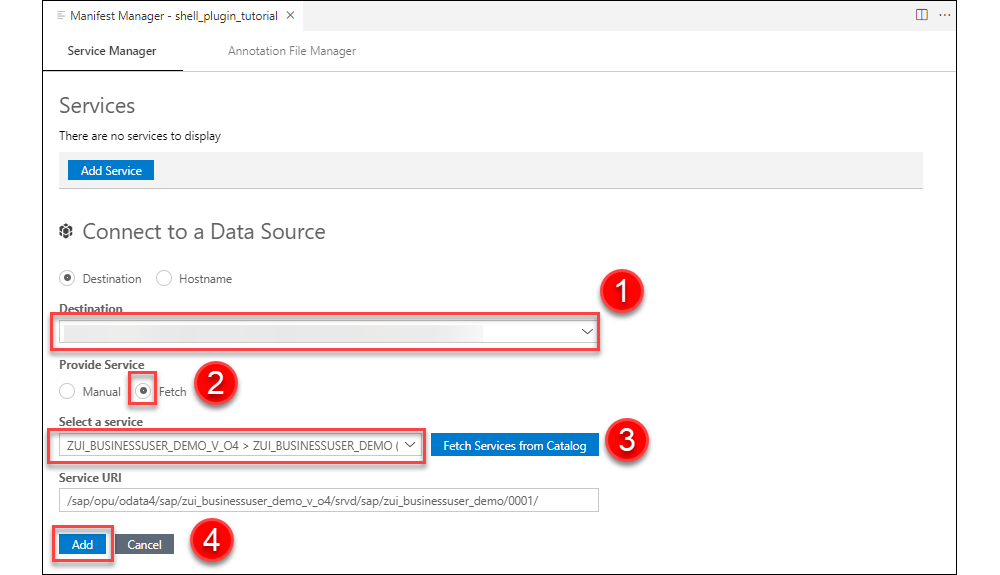 Manifest Manager - shell_plugin_tutorial
Service Manager Annotation File Manager
Services
There are no services to display
Add Service
Connect to a Data Source
Destination Hostname
1
Destination
Provide Service
Manual Fetch
2
Select a service
ZUI_BUSINESSUSER_DEMO_V_O4 > ZUI_BUSINESSUSER_DEMO ( Fetch Services from Catalog
3
Service URI
/sap/opu/odata4/sap/zui_businessuser_demo_v_o4/srvd/sap/zui_businessuser_demo/0001/
Add Cancel
4